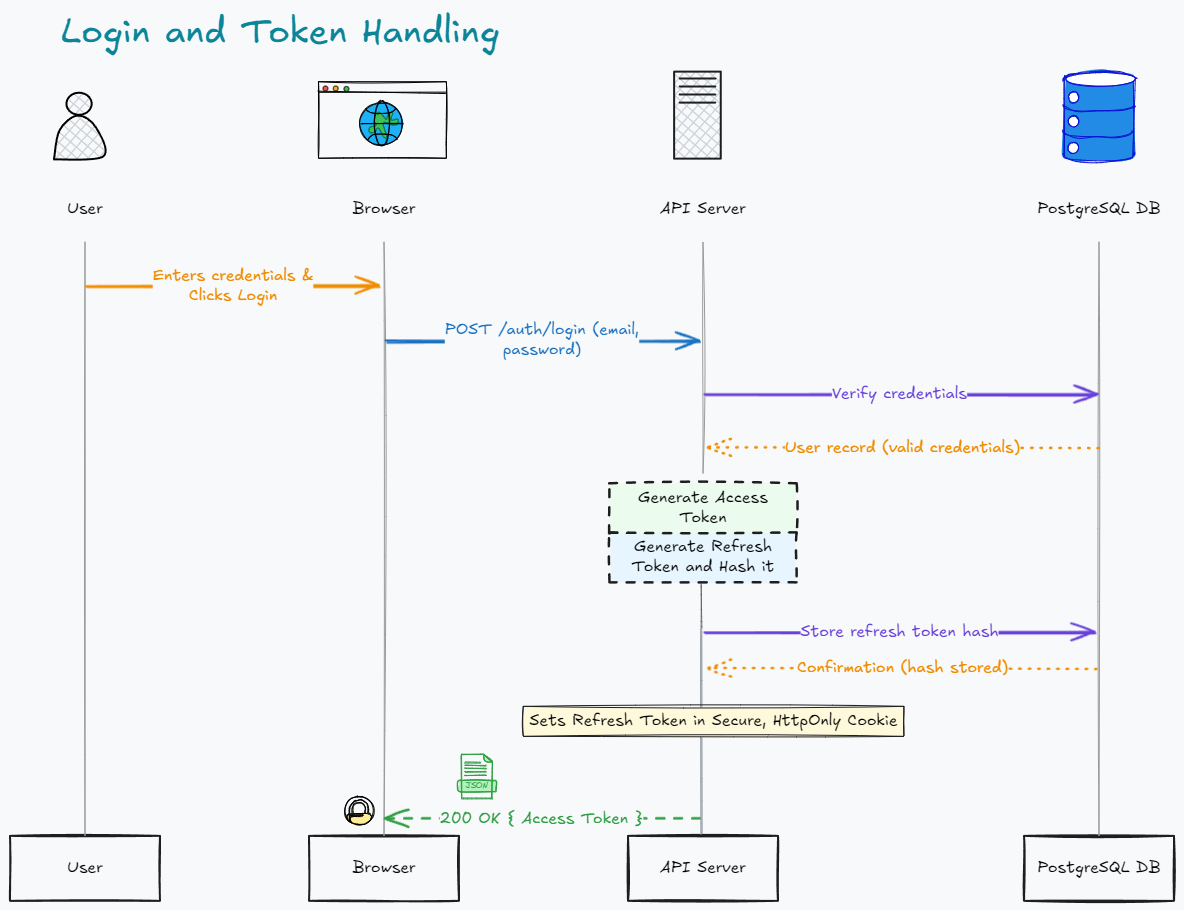 Login and Token Handling
User
Browser
API Server
PostgreSQL DB
Enters credentials &
Clicks Login
POST /auth/login (email,
password)
Verify credentials
User record (valid credentials)
Generate Access
Token
Generate Refresh
Token and Hash it
Store refresh token hash
Confirmation (hash stored)
Sets Refresh Token in Secure, HttpOnly Cookie
JSON
200 OK { Access Token }
User
Browser
API Server
PostgreSQL DB